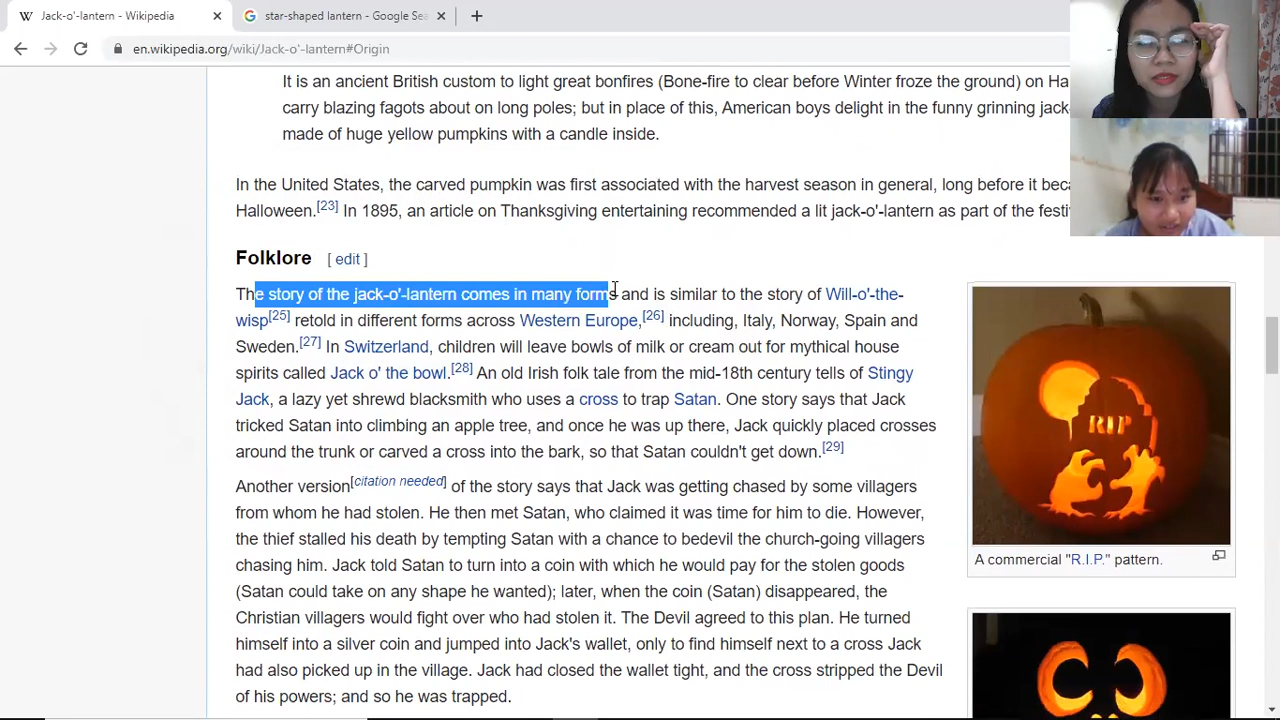 Jack-o'-lantern - Wikipedia
star-shaped lantern - Google Sea
en.wikipedia.org/wiki/Jack-o'-lantern#Origin
It is an ancient British custom to light great bonfires (Bone-fire to clear before Winter froze the ground) on Ha
carry blazing fagots about on long poles; but in place of this, American boys delight in the funny grinning jack-
made of huge yellow pumpkins with a candle inside.
In the United States, the carved pumpkin was first associated with the harvest season in general, long before it beca
Halloween.[23] In 1895, an article on Thanksgiving entertaining recommended a lit jack-o'-lantern as part of the festi
Folklore [ edit ]
The story of the jack-o'-lantern comes in many forms and is similar to the story of Will-o'-the-
wisp[25] retold in different forms across Western Europe,[26] including, Italy, Norway, Spain and
Sweden.[27] In Switzerland, children will leave bowls of milk or cream out for mythical house
spirits called Jack o' the bowl.[28] An old Irish folk tale from the mid-18th century tells of Stingy
Jack, a lazy yet shrewd blacksmith who uses a cross to trap Satan. One story says that Jack
tricked Satan into climbing an apple tree, and once he was up there, Jack quickly placed crosses
around the trunk or carved a cross into the bark, so that Satan couldn't get down.[29]
Another version[citation needed] of the story says that Jack was getting chased by some villagers
from whom he had stolen. He then met Satan, who claimed it was time for him to die. However,
the thief stalled his death by tempting Satan with a chance to bedevil the church-going villagers
chasing him. Jack told Satan to turn into a coin with which he would pay for the stolen goods
(Satan could take on any shape he wanted); later, when the coin (Satan) disappeared, the
Christian villagers would fight over who had stolen it. The Devil agreed to this plan. He turned
himself into a silver coin and jumped into Jack's wallet, only to find himself next to a cross Jack
had also picked up in the village. Jack had closed the wallet tight, and the cross stripped the Devil
of his powers; and so he was trapped.
RIP
A commercial "R.I.P." pattern.